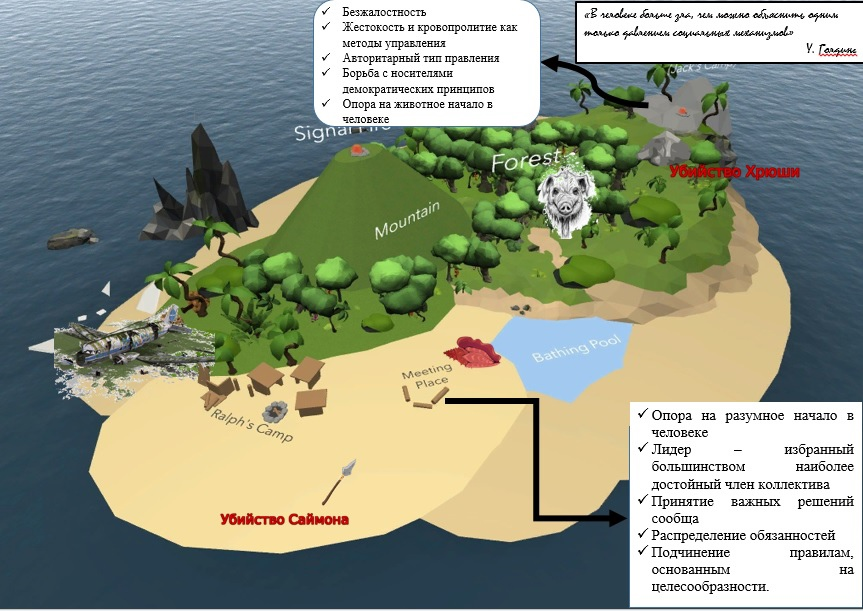 ✓ Безжалостность
✓ Жестокость и кровопролитие как
методы управления
✓ Авторитарный тип правления
✓ Борьба с носителями
демократических принципов
✓ Опора на животное начало в
человеке
«В человеке больше зла, чем можно объяснить одним
только давлением социальных механизмов»
У. Голдинг
Jack's Camp
Signal Fire
Forest
Убийство Хрюши
Mountain
Bathing Pool
Meeting
Place
Ralph's Camp
Убийство Саймона
✓ Опора на разумное начало в
человеке
✓ Лидер – избранный
большинством наиболее
достойный член коллектива
✓ Принятие важных решений
сообща
✓ Распределение обязанностей
✓ Подчинение правилам,
основанным на
целесообразности.